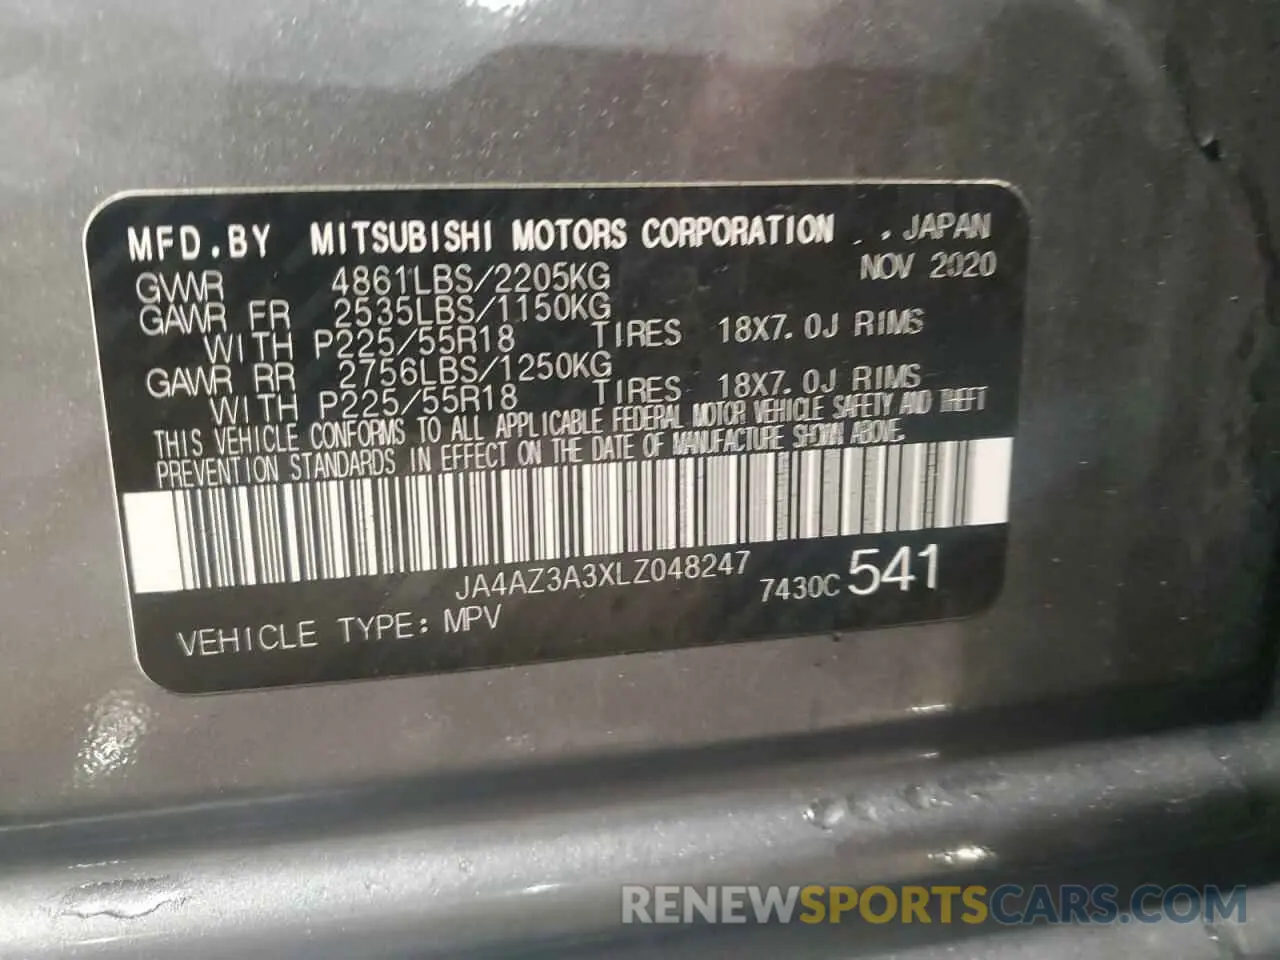 MFD.BY MITSUBISHI MOTORS CORPORATION . . JAPAN
GVWR 4861LBS/2205KG NOV 2020
GAWR FR 2535LBS/1150KG
WITH P225/55R18 TIRES 18X7.0J RIMS
GAWR RR 2756LBS/1250KG
WITH P225/55R18 TIRES 18X7.0J RIMS
THIS VEHICLE CONFORMS TO ALL APPLICABLE FEDERAL MOTOR VEHICLE SAFETY AND THEFT
PREVENTION STANDARDS IN EFFECT ON THE DATE OF MANUFACTURE SHOWN ABOVE.
JA4AZ3A3XLZ048247 7430C 541
VEHICLE TYPE: MPV
RENEWSPORTSCARS.COM